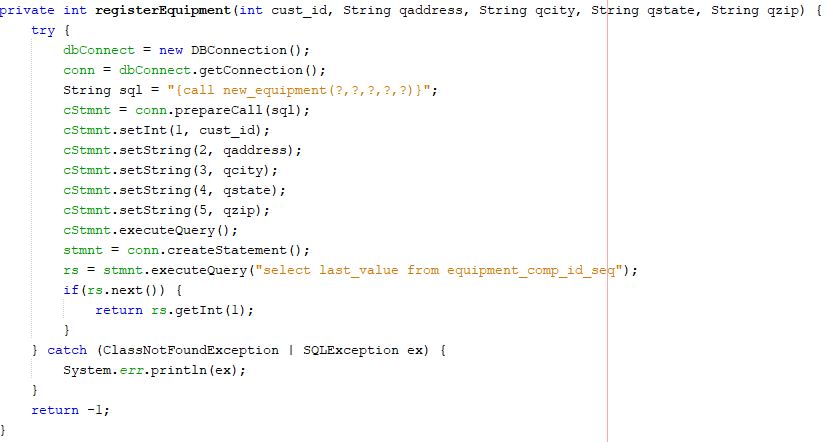 private int registerEquipment(int cust_id, String qaddress, String qcity, String qstate, String qzip) {
    try {
        dbConnect = new DBConnection();
        conn = dbConnect.getConnection();
        String sql = "{call new_equipment(?,?,?,?,?)}";
        cStmnt = conn.prepareCall(sql);
        cStmnt.setInt(1, cust_id);
        cStmnt.setString(2, qaddress);
        cStmnt.setString(3, qcity);
        cStmnt.setString(4, qstate);
        cStmnt.setString(5, qzip);
        cStmnt.executeQuery();
        stmnt = conn.createStatement();
        rs = stmnt.executeQuery("select last_value from equipment_comp_id_seq");
        if(rs.next()) {
            return rs.getInt(1);
        }
    } catch (ClassNotFoundException | SQLException ex) {
        System.err.println(ex);
    }
    return -1;
}